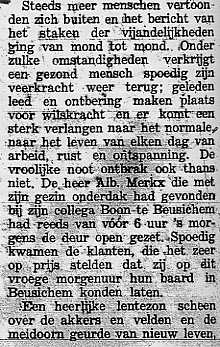 Steeds meer menschen vertoon-
den zich buiten en het bericht van
het staken der vijandelijkheden
ging van mond tot mond. Onder
zulke omstandigheden verkrijgt
een gezond mensch spoedig zijn
veerkracht weer terug; geleden
leed en ontbering maken plaats
voor wilskracht en er komt een
sterk verlangen naar het normale,
naar het leven van elken dag van
arbeid, rust en ontspanning. De
vroolijke noot ontbrak ook thans
niet. De heer Alb. Merkx die met
zijn gezin onderdak had gevonden
bij zijn collega Boon te Beusichem
had reeds van vóór 6 uur 's mor-
gens de deur open gezet. Spoedig
kwamen de klanten, die het zeer
op prijs stelden dat zij op dit
vroege morgenuur hun baard in
Beusichem konden laten.
Een heerlijke lentezon scheen
over de akkers en velden en de
meidoorn geurde van nieuw leven.